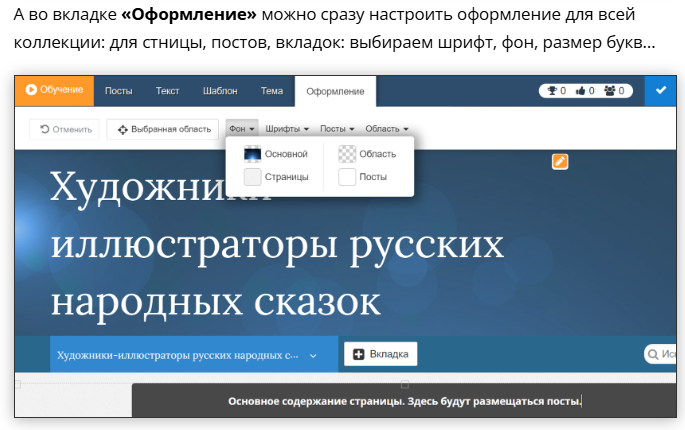 А во вкладке «Оформление» можно сразу настроить оформление для всей
коллекции: для стницы, постов, вкладок: выбираем шрифт, фон, размер букв...
Обучение Посты Текст Шаблон Тема Оформление 0 0 0
Отменить Выбранная область Фон Шрифты Посты Область
Основной Область
Страницы Посты
Художники-
иллюстраторы русских
народных сказок
Художники-иллюстраторы русских народных с... Вкладка
Основное содержание страницы. Здесь будут размещаться посты.